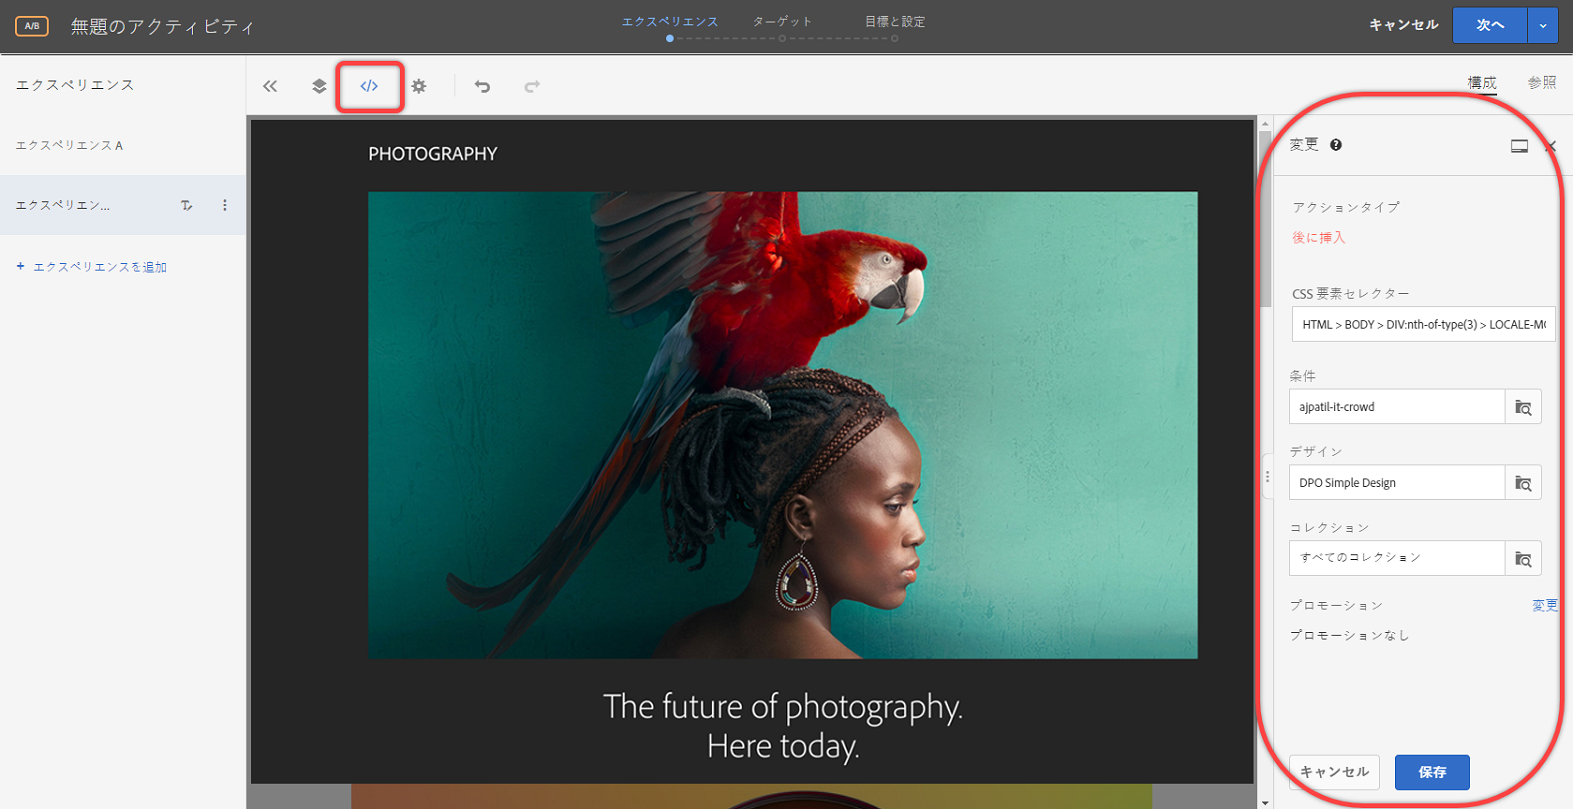 A/B
無題のアクティビティ
エクスペリエンス
ターゲット
目標と設定
キャンセル
次へ
エクスペリエンス
構成
参照
エクスペリエンス A
エクスペリエン...
+ エクスペリエンスを追加
PHOTOGRAPHY
The future of photography.
Here today.
変更
アクションタイプ
後に挿入
CSS 要素セレクター
HTML > BODY > DIV:nth-of-type(3) > LOCALE-MO
条件
ajpatil-it-crowd
デザイン
DPO Simple Design
コレクション
すべてのコレクション
プロモーション
変更
プロモーションなし
キャンセル
保存